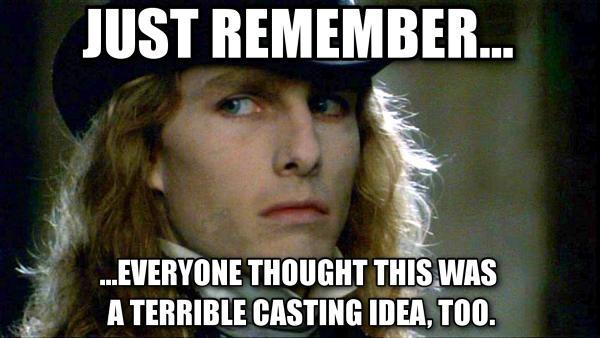 JUST REMEMBER...
...EVERYONE THOUGHT THIS WAS
A TERRIBLE CASTING IDEA, TOO.